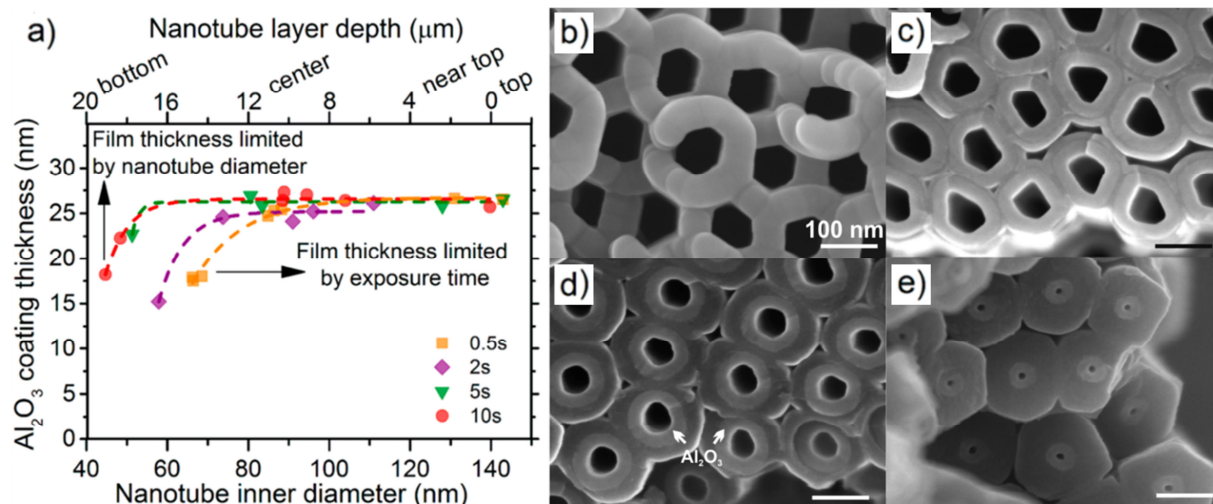 a)
Nanotube layer depth (μm)
bottom
center
near top
top
20 16 12 8 4 0
Al₂O₃ coating thickness (nm)
30
25
20
15
10
5
0
Film thickness limited
by nanotube diameter
Film thickness limited
by exposure time
0.5s
2s
5s
10s
40 60 80 100 120 140
Nanotube inner diameter (nm)
b)
100 nm
c)
d)
Al₂O₃
e)